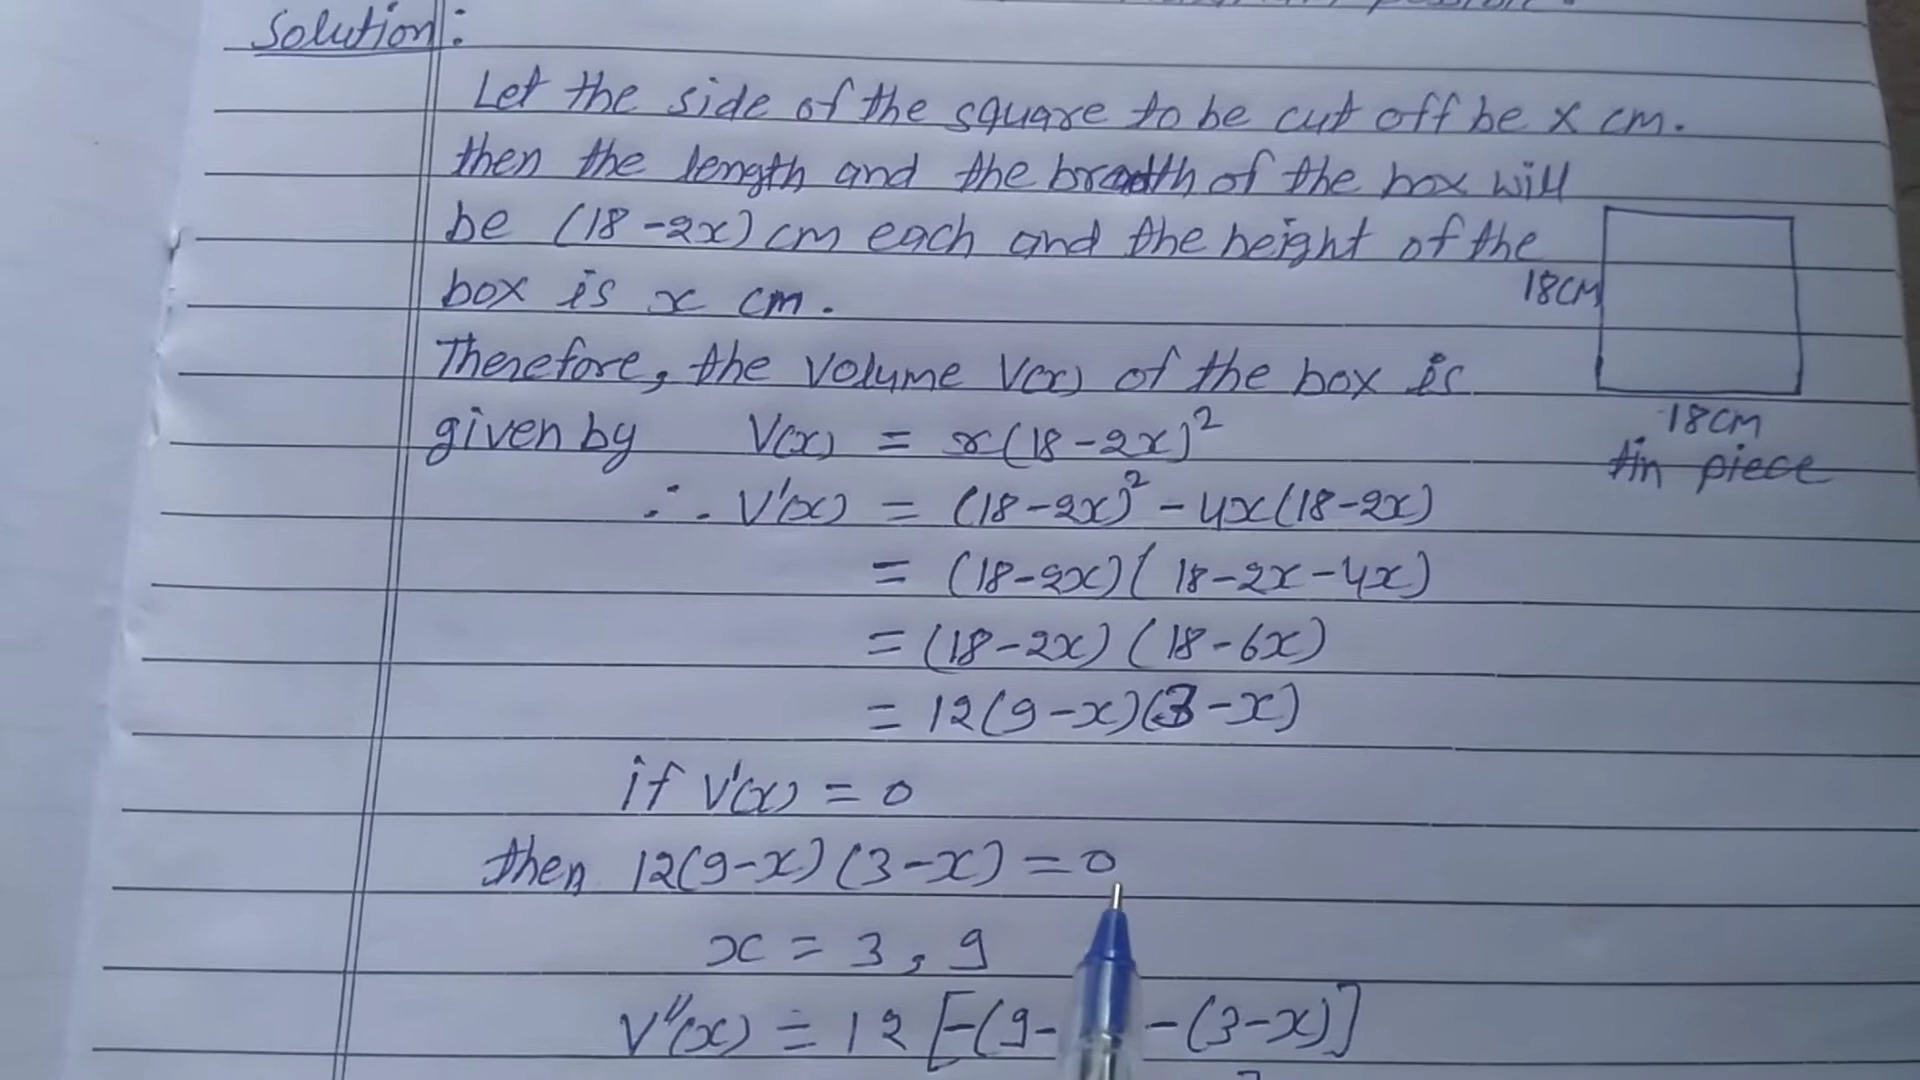 Solution:
Let the side of the square to be cut off be x cm.
then the length and the breadth of the box will
be (18-2x) cm each and the height of the
box is x cm.
18CM
Therefore, the volume V(x) of the box is
given by V(x) = x(18-2x)²
18CM
tin piece
∴ V'(x) = (18-2x)² - 4x(18-2x)
= (18-2x)(18-2x-4x)
= (18-2x)(18-6x)
= 12(9-x)(3-x)
if V'(x) = 0
then 12(9-x)(3-x) = 0
x = 3, 9
V''(x) = 12 [-(9- -(3-x)]